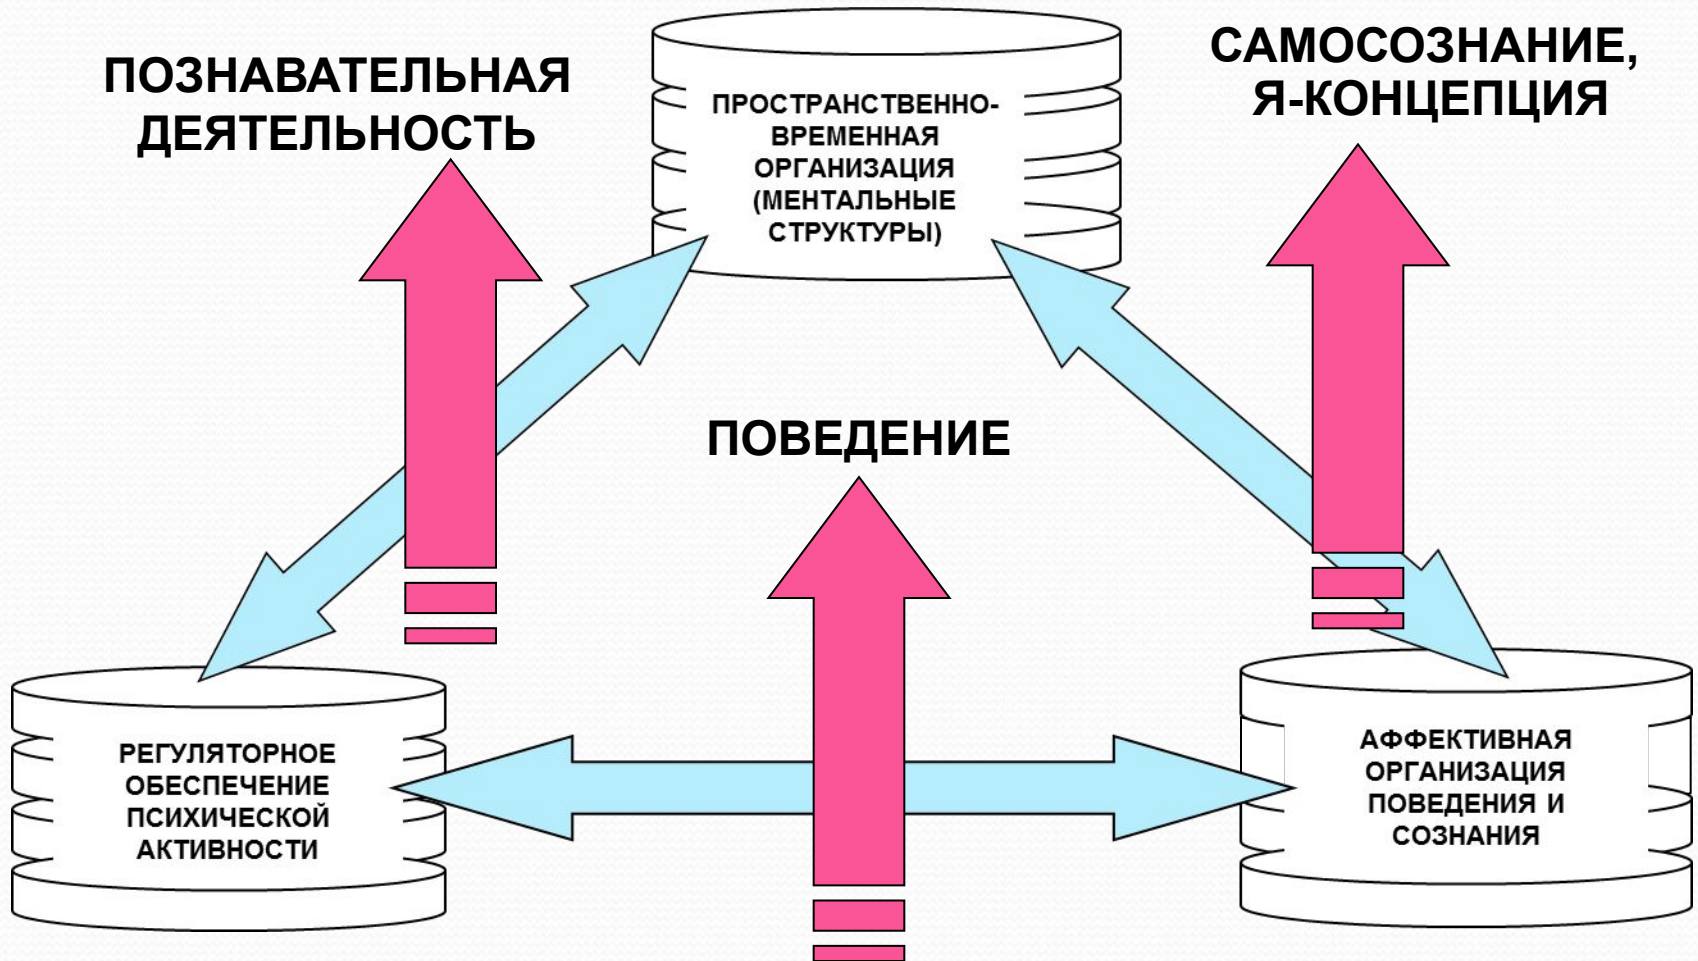 ПОЗНАВАТЕЛЬНАЯ
ДЕЯТЕЛЬНОСТЬ
ПРОСТРАНСТВЕННО-
ВРЕМЕННАЯ
ОРГАНИЗАЦИЯ
(МЕНТАЛЬНЫЕ
СТРУКТУРЫ)
САМОСОЗНАНИЕ,
Я-КОНЦЕПЦИЯ
ПОВЕДЕНИЕ
РЕГУЛЯТОРНОЕ
ОБЕСПЕЧЕНИЕ
ПСИХИЧЕСКОЙ
АКТИВНОСТИ
АФФЕКТИВНАЯ
ОРГАНИЗАЦИЯ
ПОВЕДЕНИЯ И
СОЗНАНИЯ